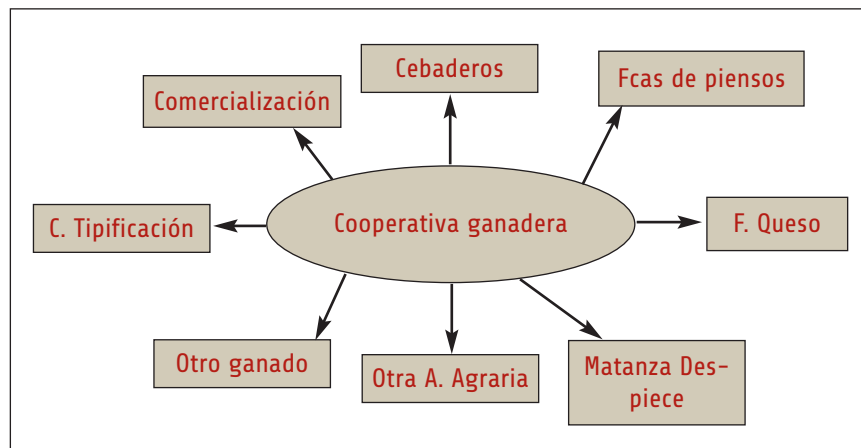 Cebaderos
Fcas de piensos
Comercialización
C. Tipificación
Cooperativa ganadera
F. Queso
Otro ganado
Otra A. Agraria
Matanza Des-
piece